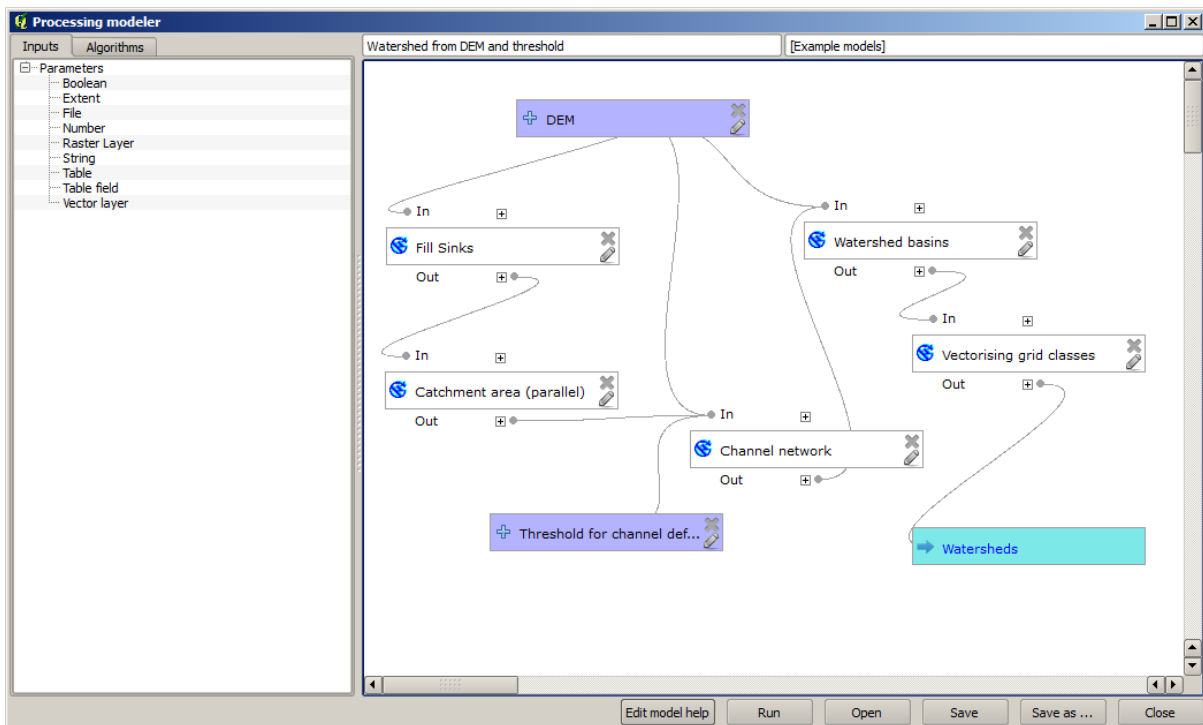 Processing modeler
Inputs
Algorithms
Parameters
Boolean
Extent
File
Number
Raster Layer
String
Table
Table field
Vector layer
Watershed from DEM and threshold
[Example models]
DEM
In
Fill Sinks
Out
In
Catchment area (parallel)
Out
In
Channel network
Out
Threshold for channel def...
In
Watershed basins
Out
In
Vectorising grid classes
Out
Watersheds
Edit model help
Run
Open
Save
Save as ...
Close